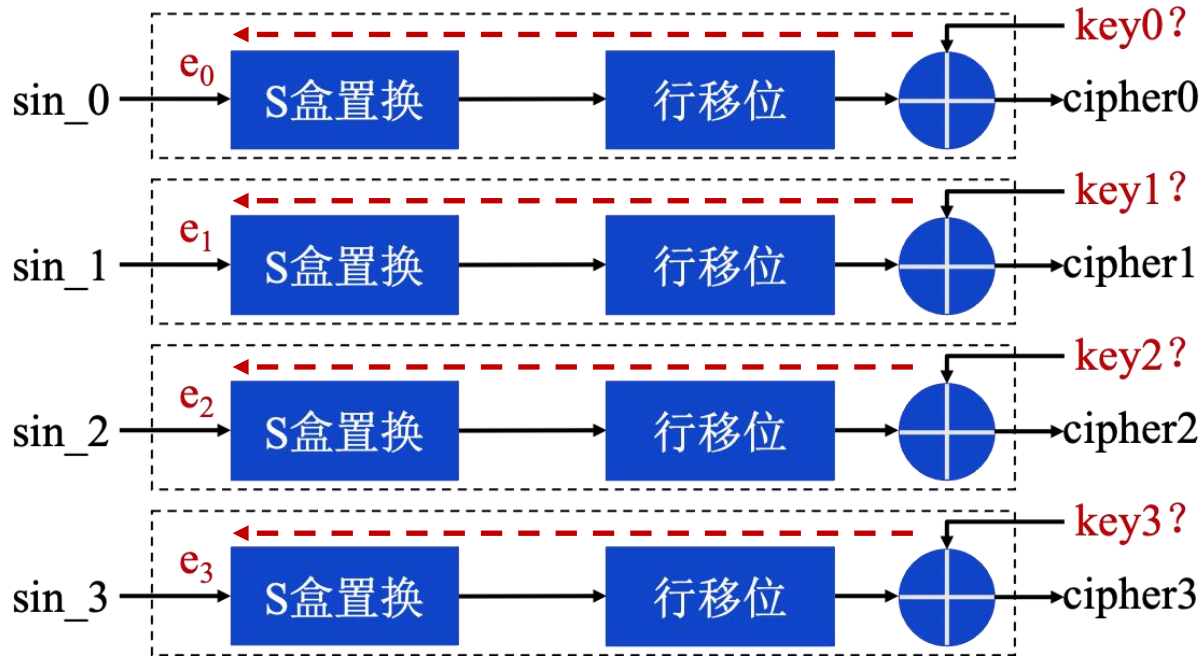 key0？
e₀
sin_0 S盒置换 行移位 cipher0
key1？
e₁
sin_1 S盒置换 行移位 cipher1
key2？
e₂
sin_2 S盒置换 行移位 cipher2
key3？
e₃
sin_3 S盒置换 行移位 cipher3